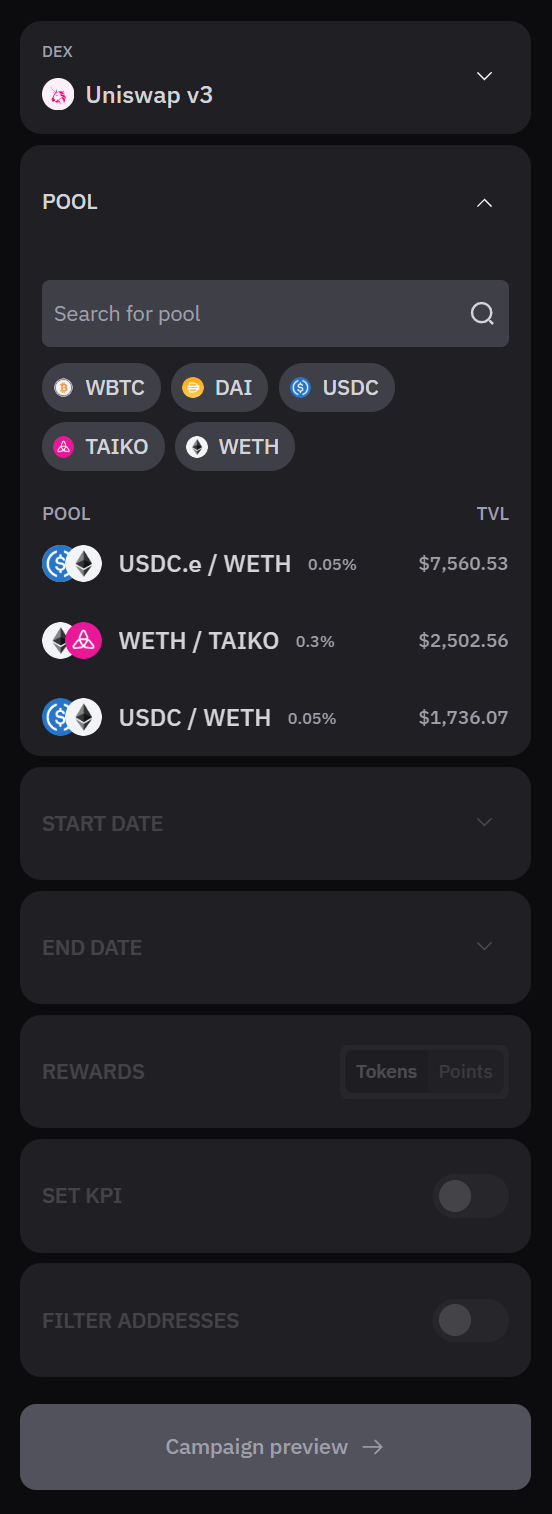 DEX
Uniswap v3
POOL
Search for pool
WBTC DAI USDC
TAIKO WETH
POOL TVL
USDC.e / WETH 0.05% $7,560.53
WETH / TAIKO 0.3% $2,502.56
USDC / WETH 0.05% $1,736.07
START DATE
END DATE
REWARDS Tokens Points
SET KPI
FILTER ADDRESSES
Campaign preview →